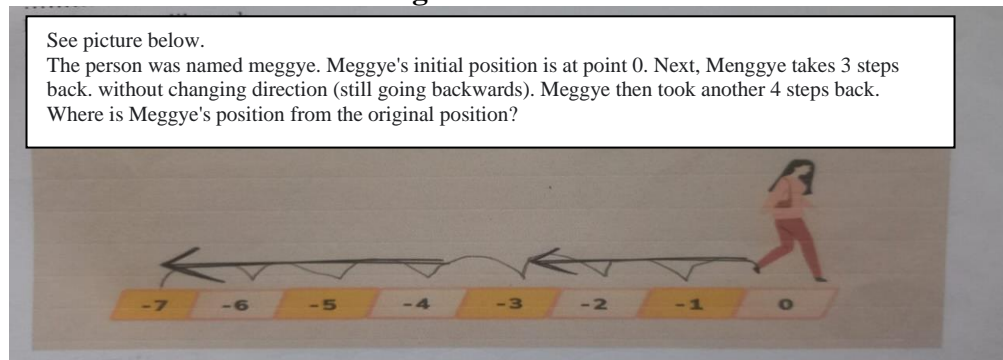 See picture below.
The person was named meggye. Meggye's initial position is at point 0. Next, Menggye takes 3 steps
back. without changing direction (still going backwards). Meggye then took another 4 steps back.
Where is Meggye's position from the original position?
-7 -6 -5 -4 -3 -2 -1 0